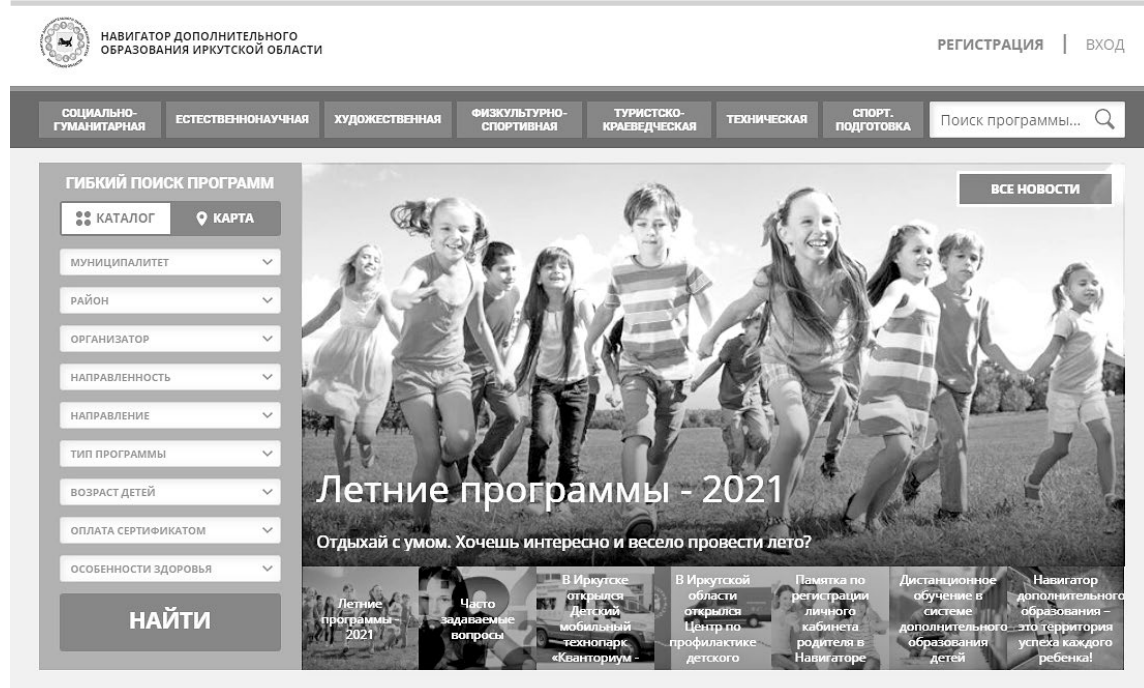 НАВИГАТОР ДОПОЛНИТЕЛЬНОГО
ОБРАЗОВАНИЯ ИРКУТСКОЙ ОБЛАСТИ
РЕГИСТРАЦИЯ | ВХОД
СОЦИАЛЬНО-
ГУМАНИТАРНАЯ
ЕСТЕСТВЕННОНАУЧНАЯ
ХУДОЖЕСТВЕННАЯ
ФИЗКУЛЬТУРНО-
СПОРТИВНАЯ
ТУРИСТСКО-
КРАЕВЕДЧЕСКАЯ
ТЕХНИЧЕСКАЯ
СПОРТ.
ПОДГОТОВКА
Поиск программы...
ГИБКИЙ ПОИСК ПРОГРАММ
КАТАЛОГ
КАРТА
МУНИЦИПАЛИТЕТ
РАЙОН
ОРГАНИЗАТОР
НАПРАВЛЕННОСТЬ
НАПРАВЛЕНИЕ
ТИП ПРОГРАММЫ
ВОЗРАСТ ДЕТЕЙ
ОПЛАТА СЕРТИФИКАТОМ
ОСОБЕННОСТИ ЗДОРОВЬЯ
НАЙТИ
ВСЕ НОВОСТИ
Летние программы - 2021
Отдыхай с умом. Хочешь интересно и весело провести лето?
Летние
программы -
2021
Часто
задаваемые
вопросы
В Иркутске
открылся
Детский
мобильный
технопарк
«Кванториум -
В Иркутской
области
открылся
Центр по
профилактике
детского
Памятка по
регистрации
личного
кабинета
родителя в
Навигаторе
Дистанционное
обучение в
системе
дополнительного
образования
детей
Навигатор
дополнительного
образования –
это территория
успеха каждого
ребенка!